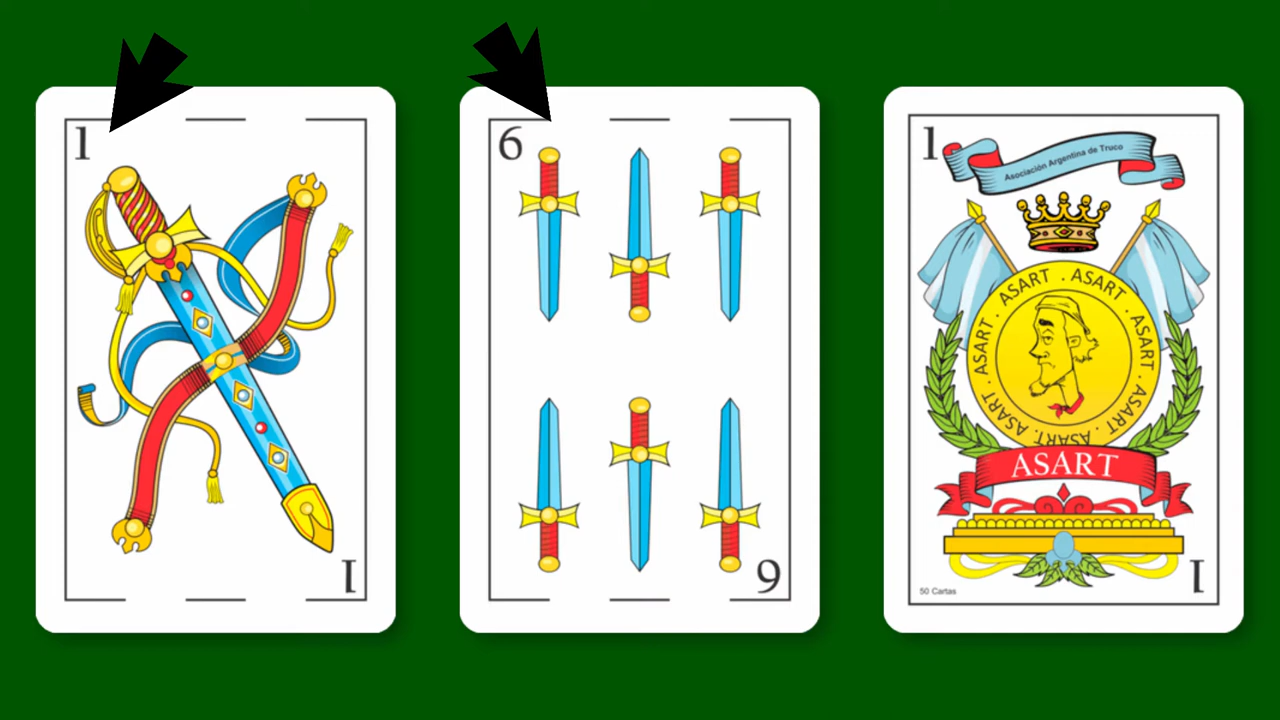 1
6
1
Asociación Argentina de Truco
ASART . ASART . ASART . ASART . ASART . ASART .
ASART
1
6
50 Cartas
1